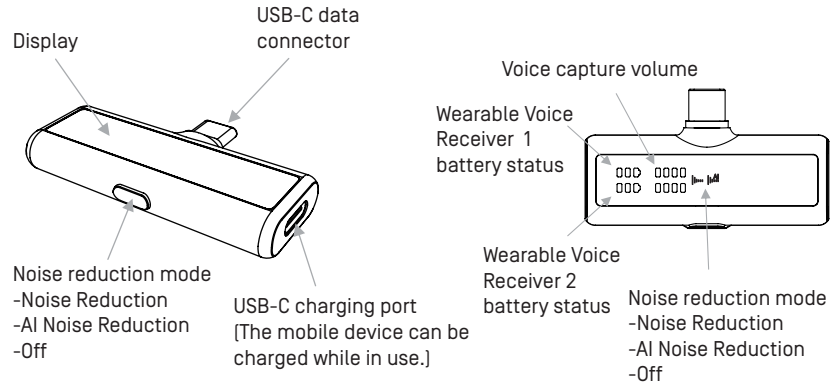 USB-C data
connector
Display
Noise reduction mode
-Noise Reduction
-AI Noise Reduction
-Off
USB-C charging port
(The mobile device can be
charged while in use.)
Voice capture volume
Wearable Voice
Receiver 1
battery status
Wearable Voice
Receiver 2
battery status
Noise reduction mode
-Noise Reduction
-AI Noise Reduction
-Off